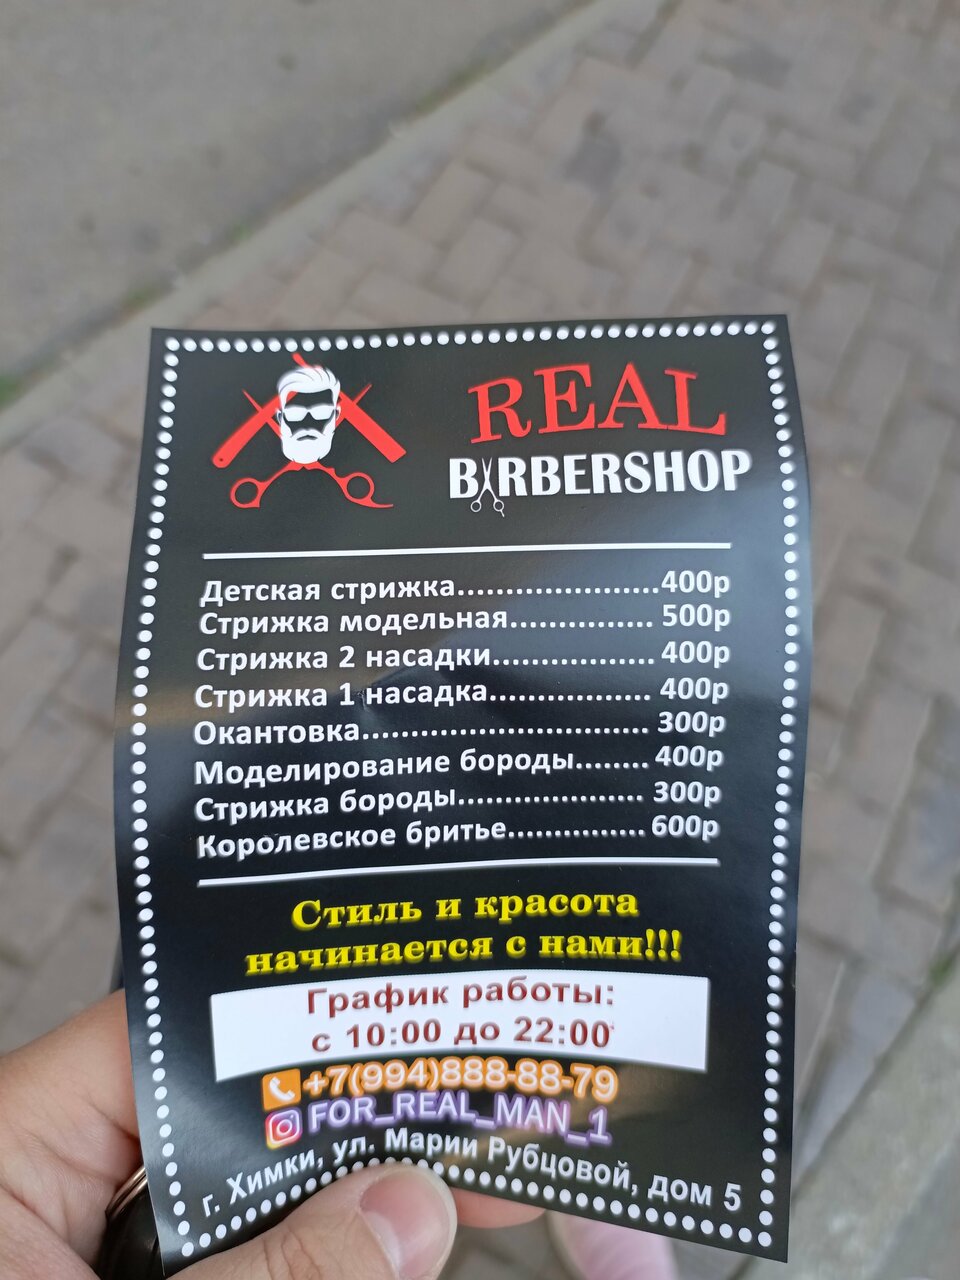 REAL
BARBERSHOP
Детская стрижка.....................400р
Стрижка модельная............... 500р
Стрижка 2 насадки................. 400р
Стрижка 1 насадка................. 400р
Окантовка.............................. 300р
Моделирование бороды........ 400р
Стрижка бороды.................... 300р
Королевское бритье............... 600р
Стиль и красота
начинается с нами!!!
График работы:
с 10:00 до 22:00
+7(994)888-88-79
FOR_REAL_MAN_1
г. Химки, ул. Марии Рубцовой, дом 5